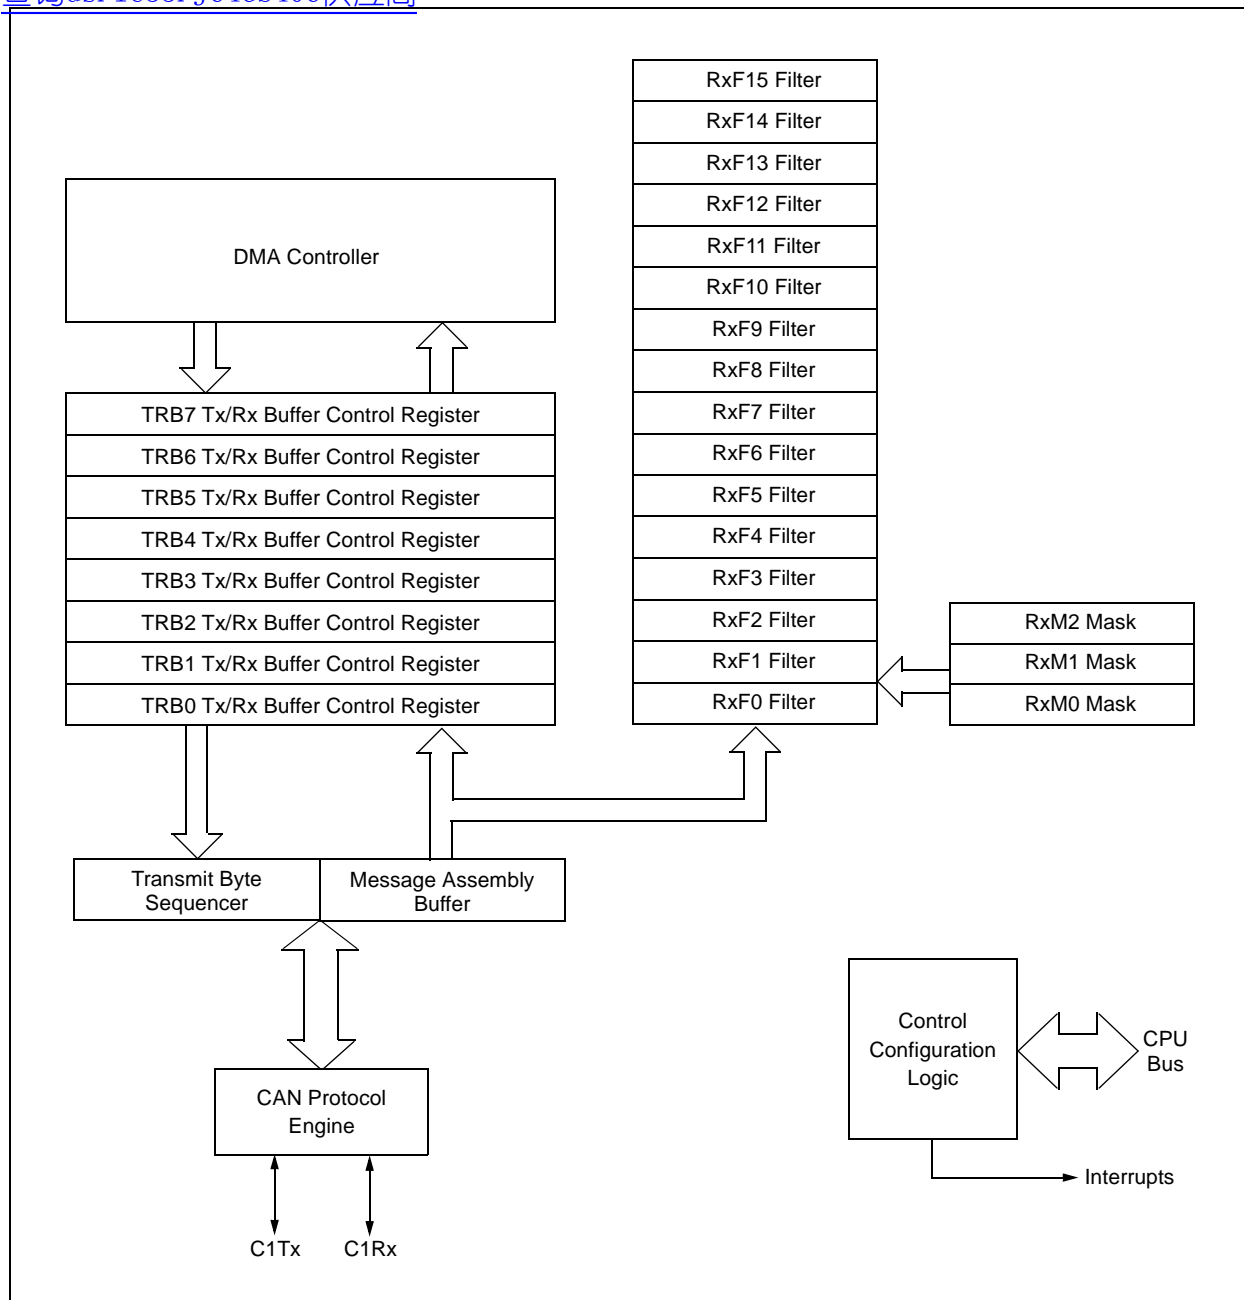 DMA Controller
TRB7 Tx/Rx Buffer Control Register
TRB6 Tx/Rx Buffer Control Register
TRB5 Tx/Rx Buffer Control Register
TRB4 Tx/Rx Buffer Control Register
TRB3 Tx/Rx Buffer Control Register
TRB2 Tx/Rx Buffer Control Register
TRB1 Tx/Rx Buffer Control Register
TRB0 Tx/Rx Buffer Control Register
RxF15 Filter
RxF14 Filter
RxF13 Filter
RxF12 Filter
RxF11 Filter
RxF10 Filter
RxF9 Filter
RxF8 Filter
RxF7 Filter
RxF6 Filter
RxF5 Filter
RxF4 Filter
RxF3 Filter
RxF2 Filter
RxF1 Filter
RxF0 Filter
RxM2 Mask
RxM1 Mask
RxM0 Mask
Transmit Byte
Sequencer
Message Assembly
Buffer
CAN Protocol
Engine
C1Tx
C1Rx
Control
Configuration
Logic
CPU
Bus
Interrupts